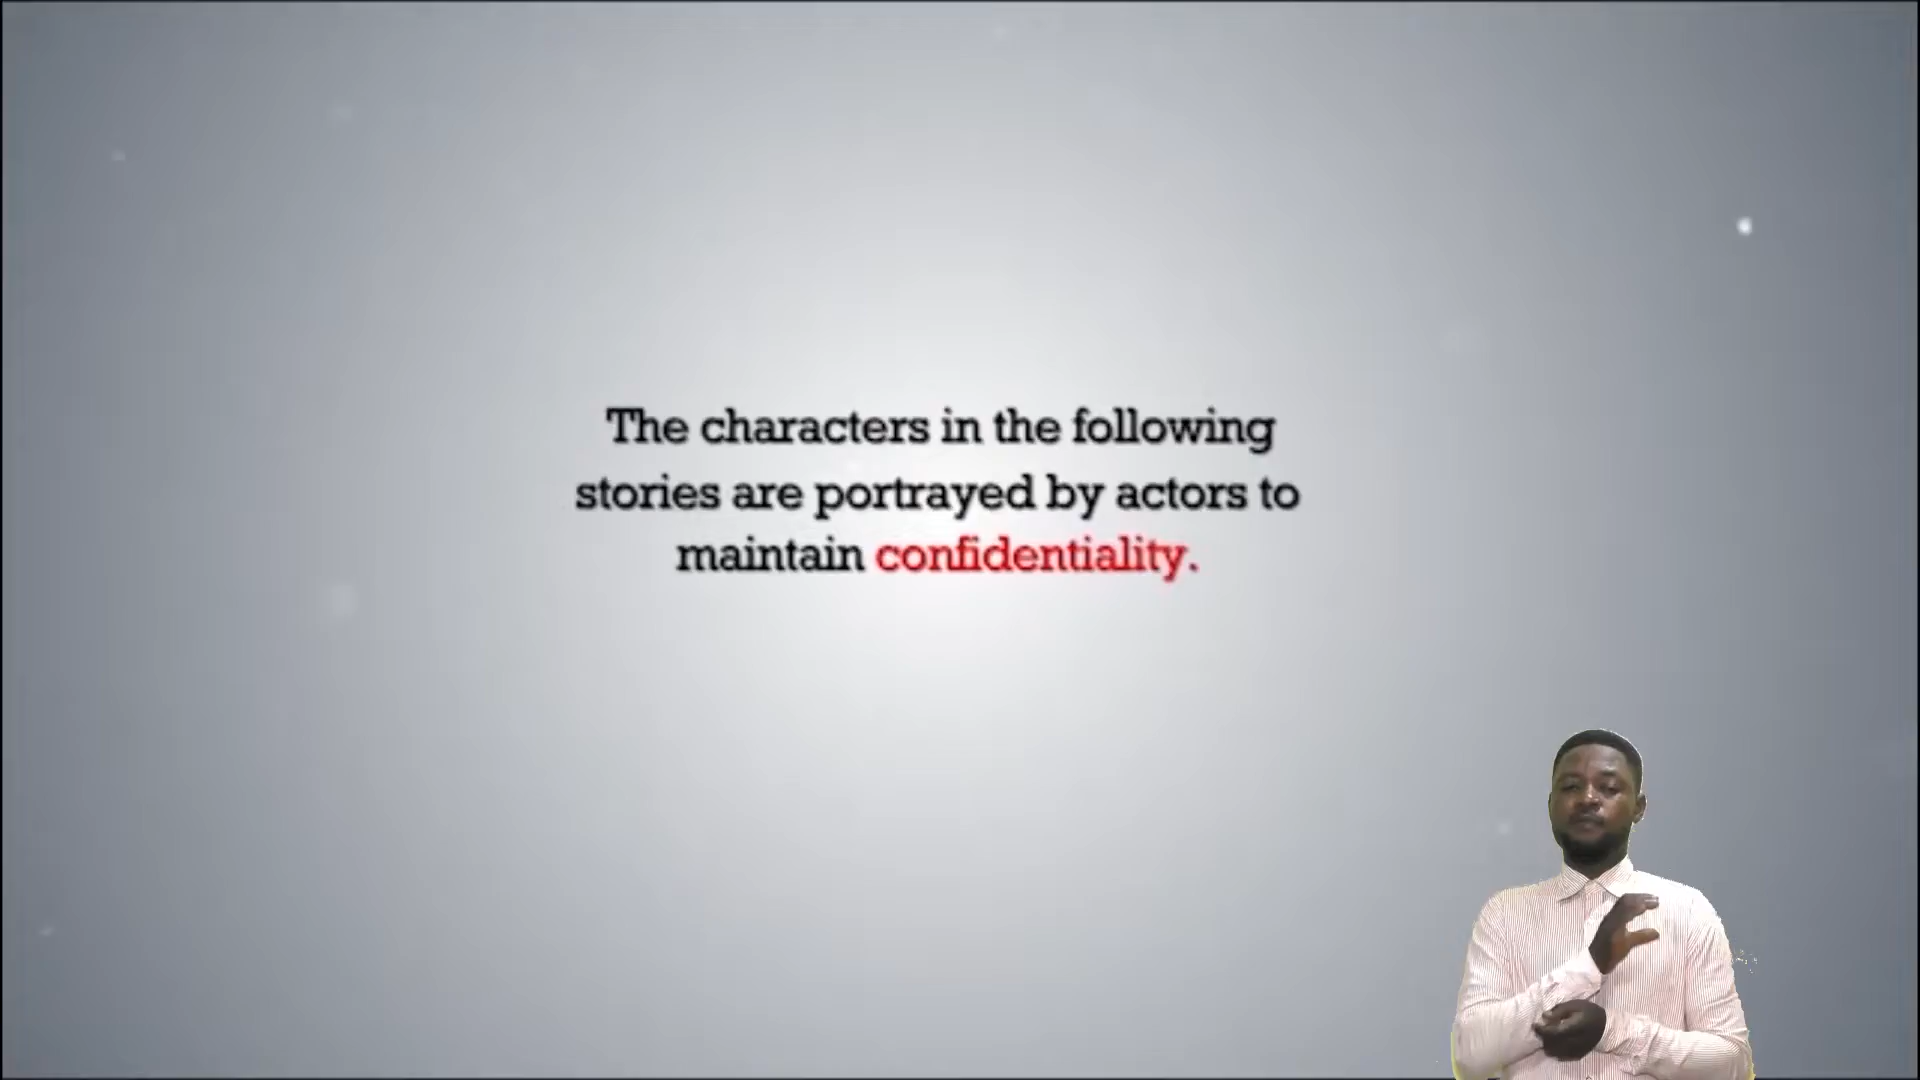 The characters in the following
stories are portrayed by actors to
maintain confidentiality.